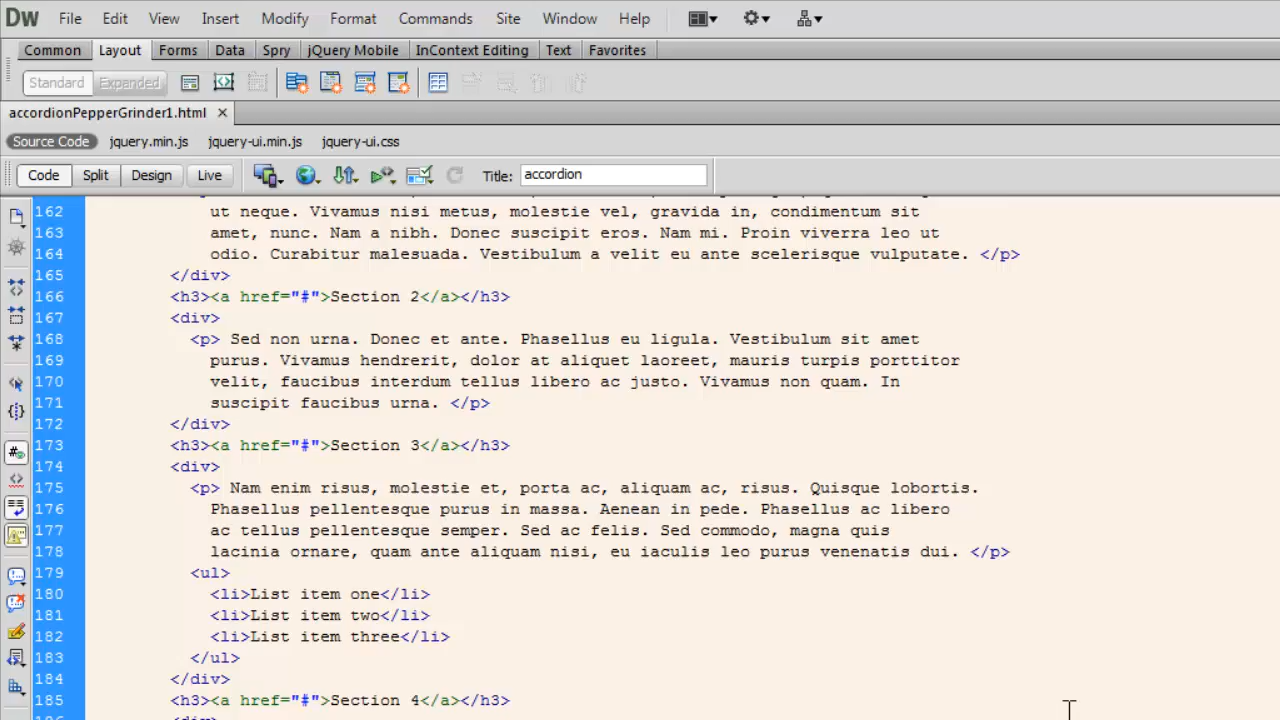 Dw File Edit View Insert Modify Format Commands Site Window Help
Common Layout Forms Data Spry jQuery Mobile InContext Editing Text Favorites
Standard Expanded
accordionPepperGrinder1.html
Source Code jquery.min.js jquery-ui.min.js jquery-ui.css
Code Split Design Live Title: accordion
162 ut neque. Vivamus nisi metus, molestie vel, gravida in, condimentum sit
163 amet, nunc. Nam a nibh. Donec suscipit eros. Nam mi. Proin viverra leo ut
164 odio. Curabitur malesuada. Vestibulum a velit eu ante scelerisque vulputate. </p>
165 </div>
166 <h3><a href="#">Section 2</a></h3>
167 <div>
168 <p> Sed non urna. Donec et ante. Phasellus eu ligula. Vestibulum sit amet
169 purus. Vivamus hendrerit, dolor at aliquet laoreet, mauris turpis porttitor
170 velit, faucibus interdum tellus libero ac justo. Vivamus non quam. In
171 suscipit faucibus urna. </p>
172 </div>
173 <h3><a href="#">Section 3</a></h3>
174 <div>
175 <p> Nam enim risus, molestie et, porta ac, aliquam ac, risus. Quisque lobortis.
176 Phasellus pellentesque purus in massa. Aenean in pede. Phasellus ac libero
177 ac tellus pellentesque semper. Sed ac felis. Sed commodo, magna quis
178 lacinia ornare, quam ante aliquam nisi, eu iaculis leo purus venenatis dui. </p>
179 <ul>
180 <li>List item one</li>
181 <li>List item two</li>
182 <li>List item three</li>
183 </ul>
184 </div>
185 <h3><a href="#">Section 4</a></h3>